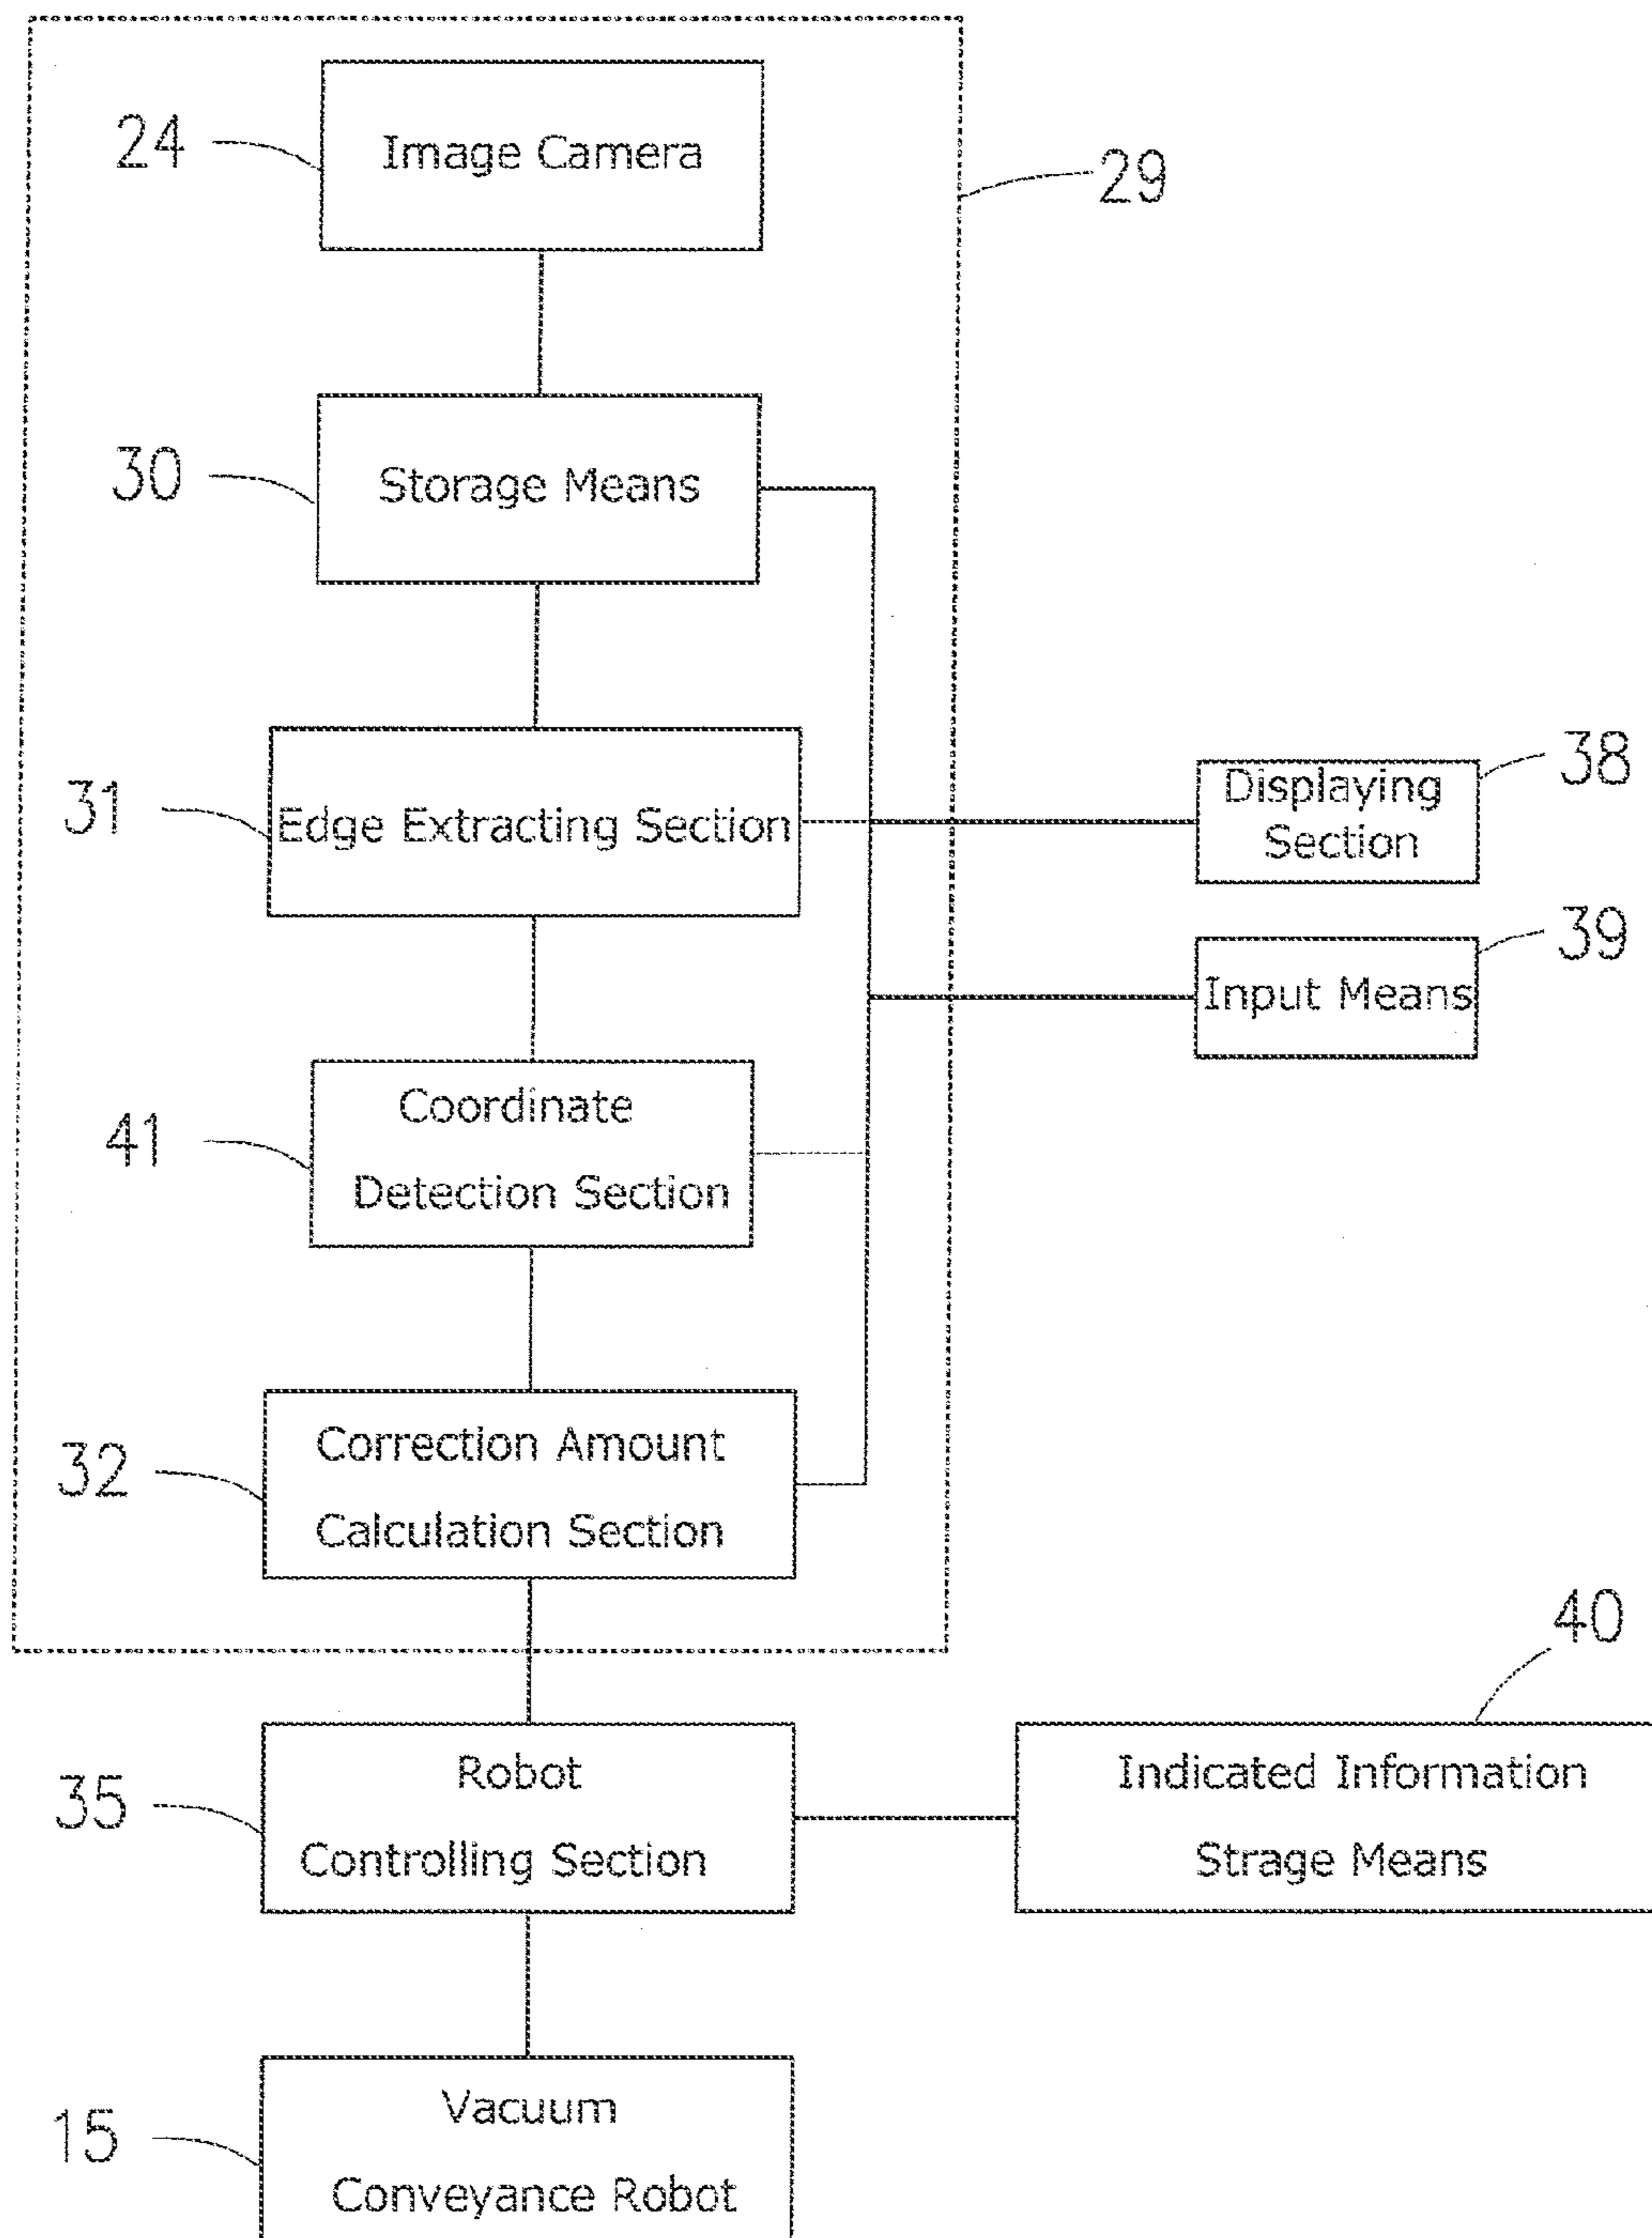 24
Image Camera
29
30
Storage Means
31
Edge Extracting Section
38
Displaying
Section
39
Input Means
41
Coordinate
Detection Section
32
Correction Amount
Calculation Section
40
35
Robot
Controlling Section
Indicated Information
Strage Means
15
Vacuum
Conveyance Robot